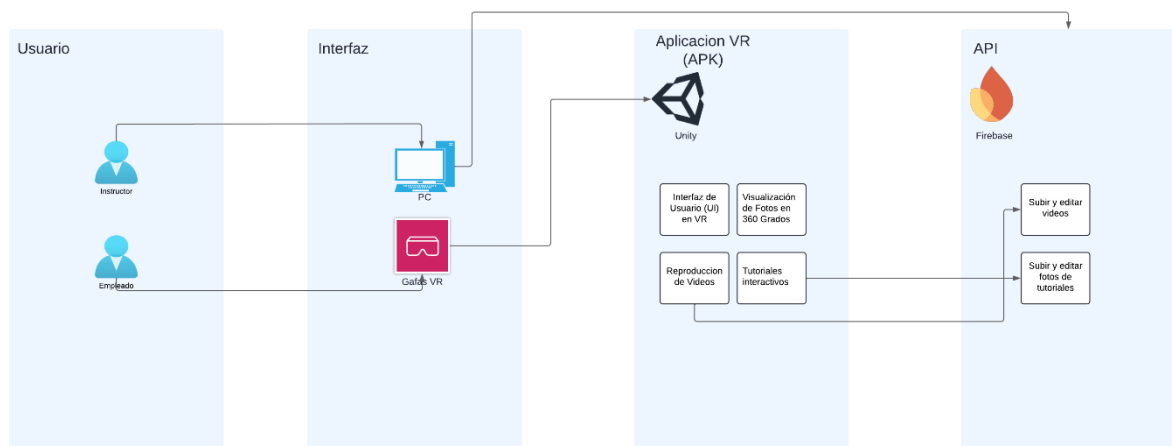 Usuario
Interfaz
Aplicacion VR
(APK)
API
Unity
Firebase
Instructor
PC
Interfaz de
Usuario (UI)
en VR
Visualización
de Fotos en
360 Grados
Subir y editar
videos
Empleado
Gafas VR
Reproduccion
de Videos
Tutoriales
interactivos
Subir y editar
fotos de
tutoriales